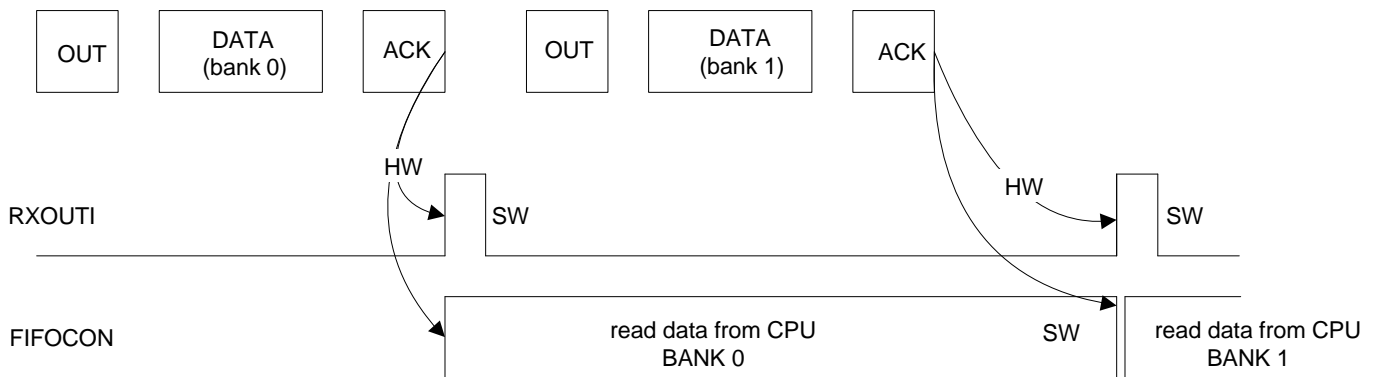 OUT
DATA
(bank 0)
ACK
OUT
DATA
(bank 1)
ACK
HW
HW
RXOUTI
SW
SW
FIFOCON
read data from CPU
BANK 0
SW
read data from CPU
BANK 1